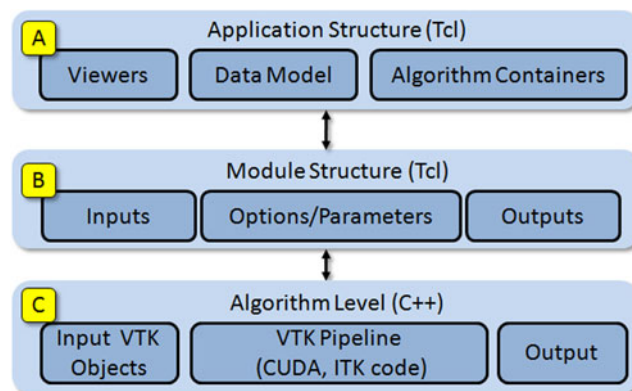 A
Application Structure (Tcl)
Viewers
Data Model
Algorithm Containers
B
Module Structure (Tcl)
Inputs
Options/Parameters
Outputs
C
Algorithm Level (C++)
Input VTK
Objects
VTK Pipeline
(CUDA, ITK code)
Output